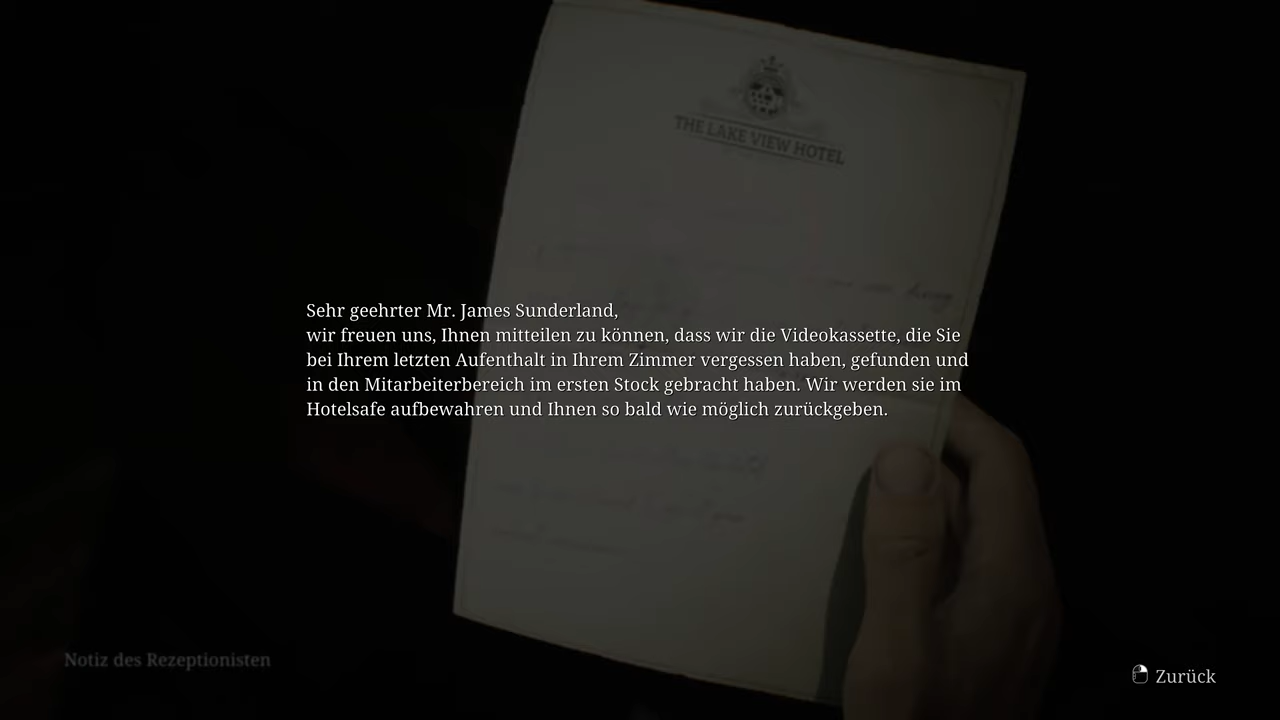 THE LAKE VIEW HOTEL
Sehr geehrter Mr. James Sunderland,
wir freuen uns, Ihnen mitteilen zu können, dass wir die Videokassette, die Sie
bei Ihrem letzten Aufenthalt in Ihrem Zimmer vergessen haben, gefunden und
in den Mitarbeiterbereich im ersten Stock gebracht haben. Wir werden sie im
Hotelsafe aufbewahren und Ihnen so bald wie möglich zurückgeben.
Notiz des Rezeptionisten
Zurück